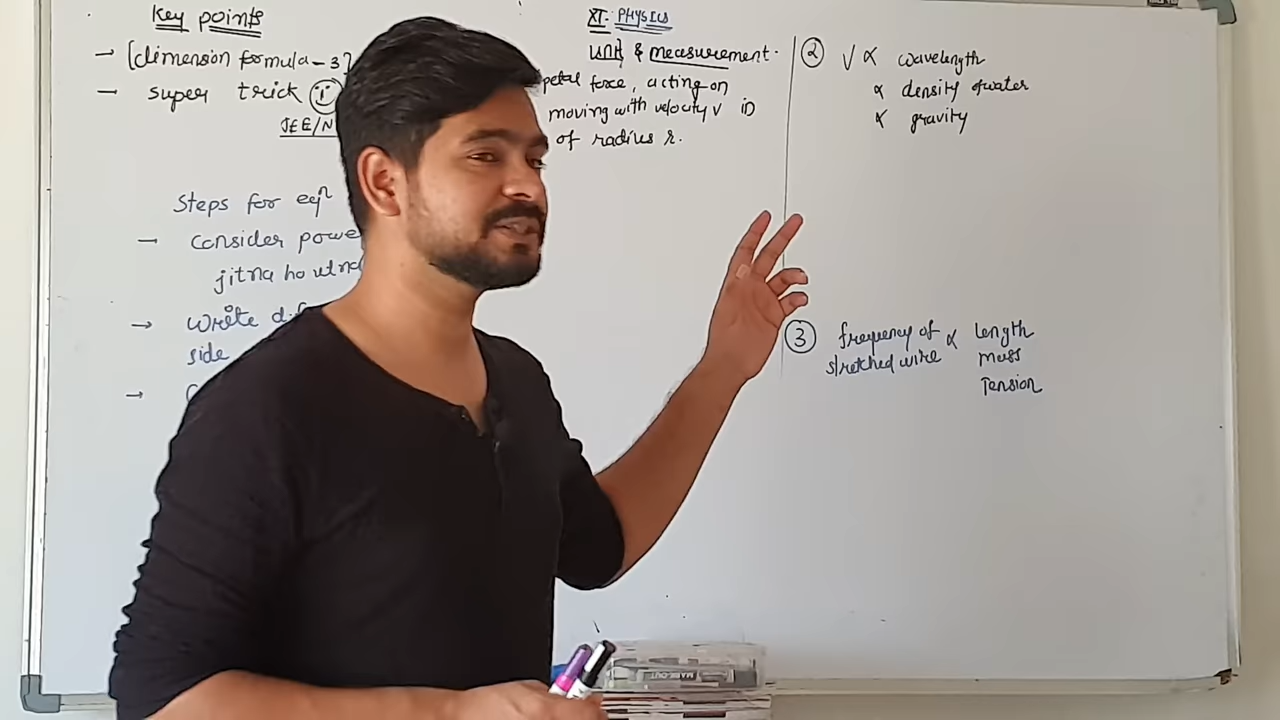 Key points
→ [dimension formula - 3]
→ super trick ①
JEE/N
Steps for eqⁿ
→ consider powe
jitna ho utna
→ write d
side
→
XI: PHYSICS
Unit & measurement.
petal force, acting on
moving with velocity v in
of radius r.
② V ∝ wavelength
∝ density of water
∝ gravity
③ frequency of ∝ length
stretched wire mass
Tension